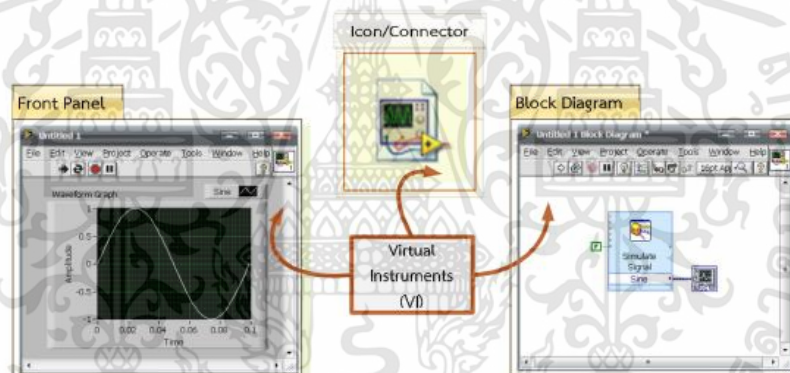 Icon/Connector
Front Panel
Untitled 1
File Edit View Project Operate Tools Window Help
Waveform Graph
Sine
Amplitude
1
0.5
0
-0.5
-1
0 0.02 0.04 0.06 0.08 0.1
Time
Virtual
Instruments
(VI)
Block Diagram
Untitled 1 Block Diagram *
File Edit View Project Operate Tools Window Help
Simulate
Signal
Sine